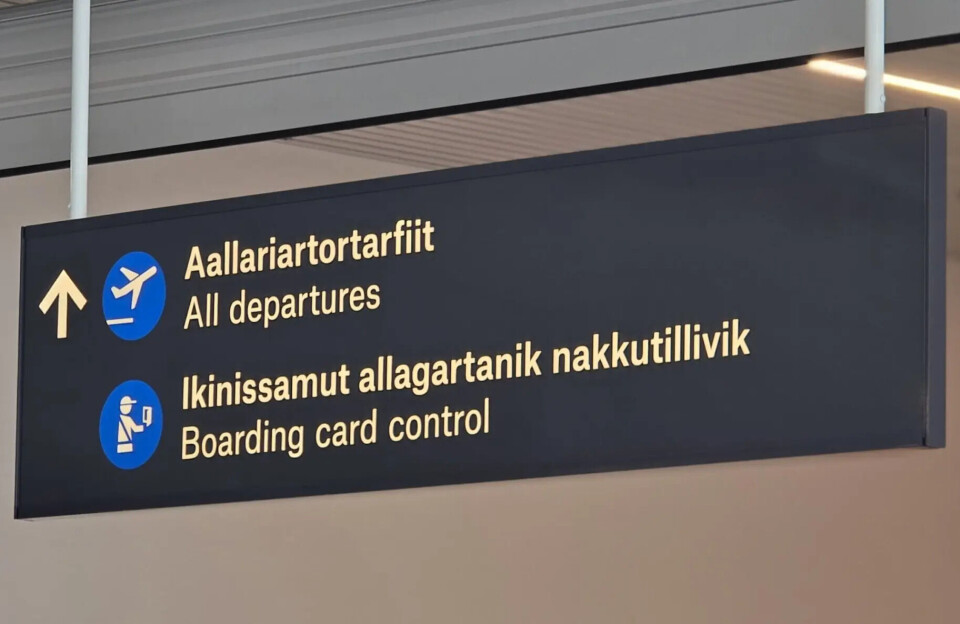 Aallariartortarfiit
All departures
Ikinissamut allagartanik nakkutillivik
Boarding card control